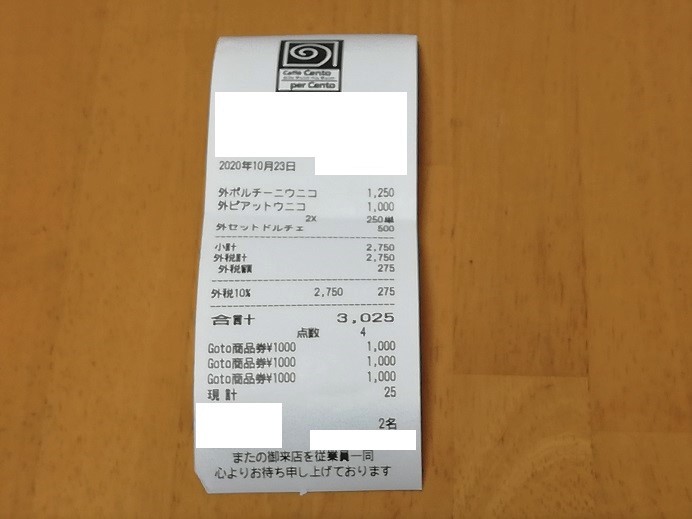 Caffè Cento
per Cento
2020年10月23日
外ポルチーニウニコ 1,250
外ピアットウニコ 1,000
2X 250単
外セットドルチェ 500
小計 2,750
外税計 2,750
外税額 275
外税10% 2,750 275
合計 3,025
点数 4
Goto商品券¥1000 1,000
Goto商品券¥1000 1,000
Goto商品券¥1000 1,000
現計 25
2名
またの御来店を従業員一同
心よりお待ち申し上げております